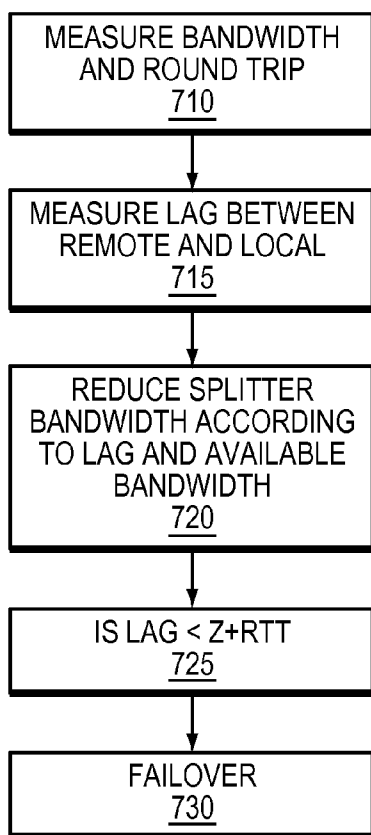 MEASURE BANDWIDTH
AND ROUND TRIP
710
MEASURE LAG BETWEEN
REMOTE AND LOCAL
715
REDUCE SPLITTER
BANDWIDTH ACCORDING
TO LAG AND AVAILABLE
BANDWIDTH
720
IS LAG < Z+RTT
725
FAILOVER
730